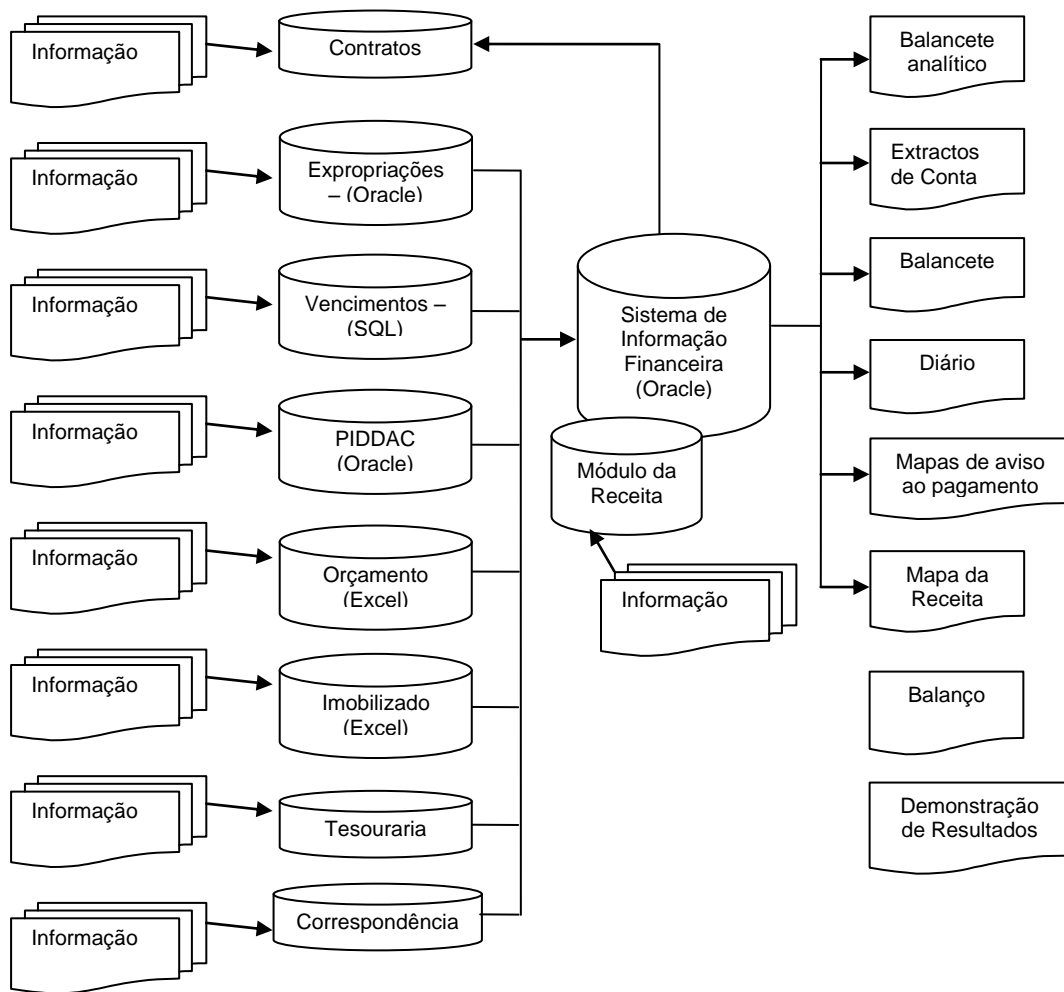 Informação
Contratos
Informação
Expropriações
– (Oracle)
Informação
Vencimentos –
(SQL)
Informação
PIDDAC
(Oracle)
Informação
Orçamento
(Excel)
Informação
Imobilizado
(Excel)
Informação
Tesouraria
Informação
Correspondência
Sistema de
Informação
Financeira
(Oracle)
Módulo da
Receita
Informação
Balancete
analítico
Extractos
de Conta
Balancete
Diário
Mapas de aviso
ao pagamento
Mapa da
Receita
Balanço
Demonstração
de Resultados